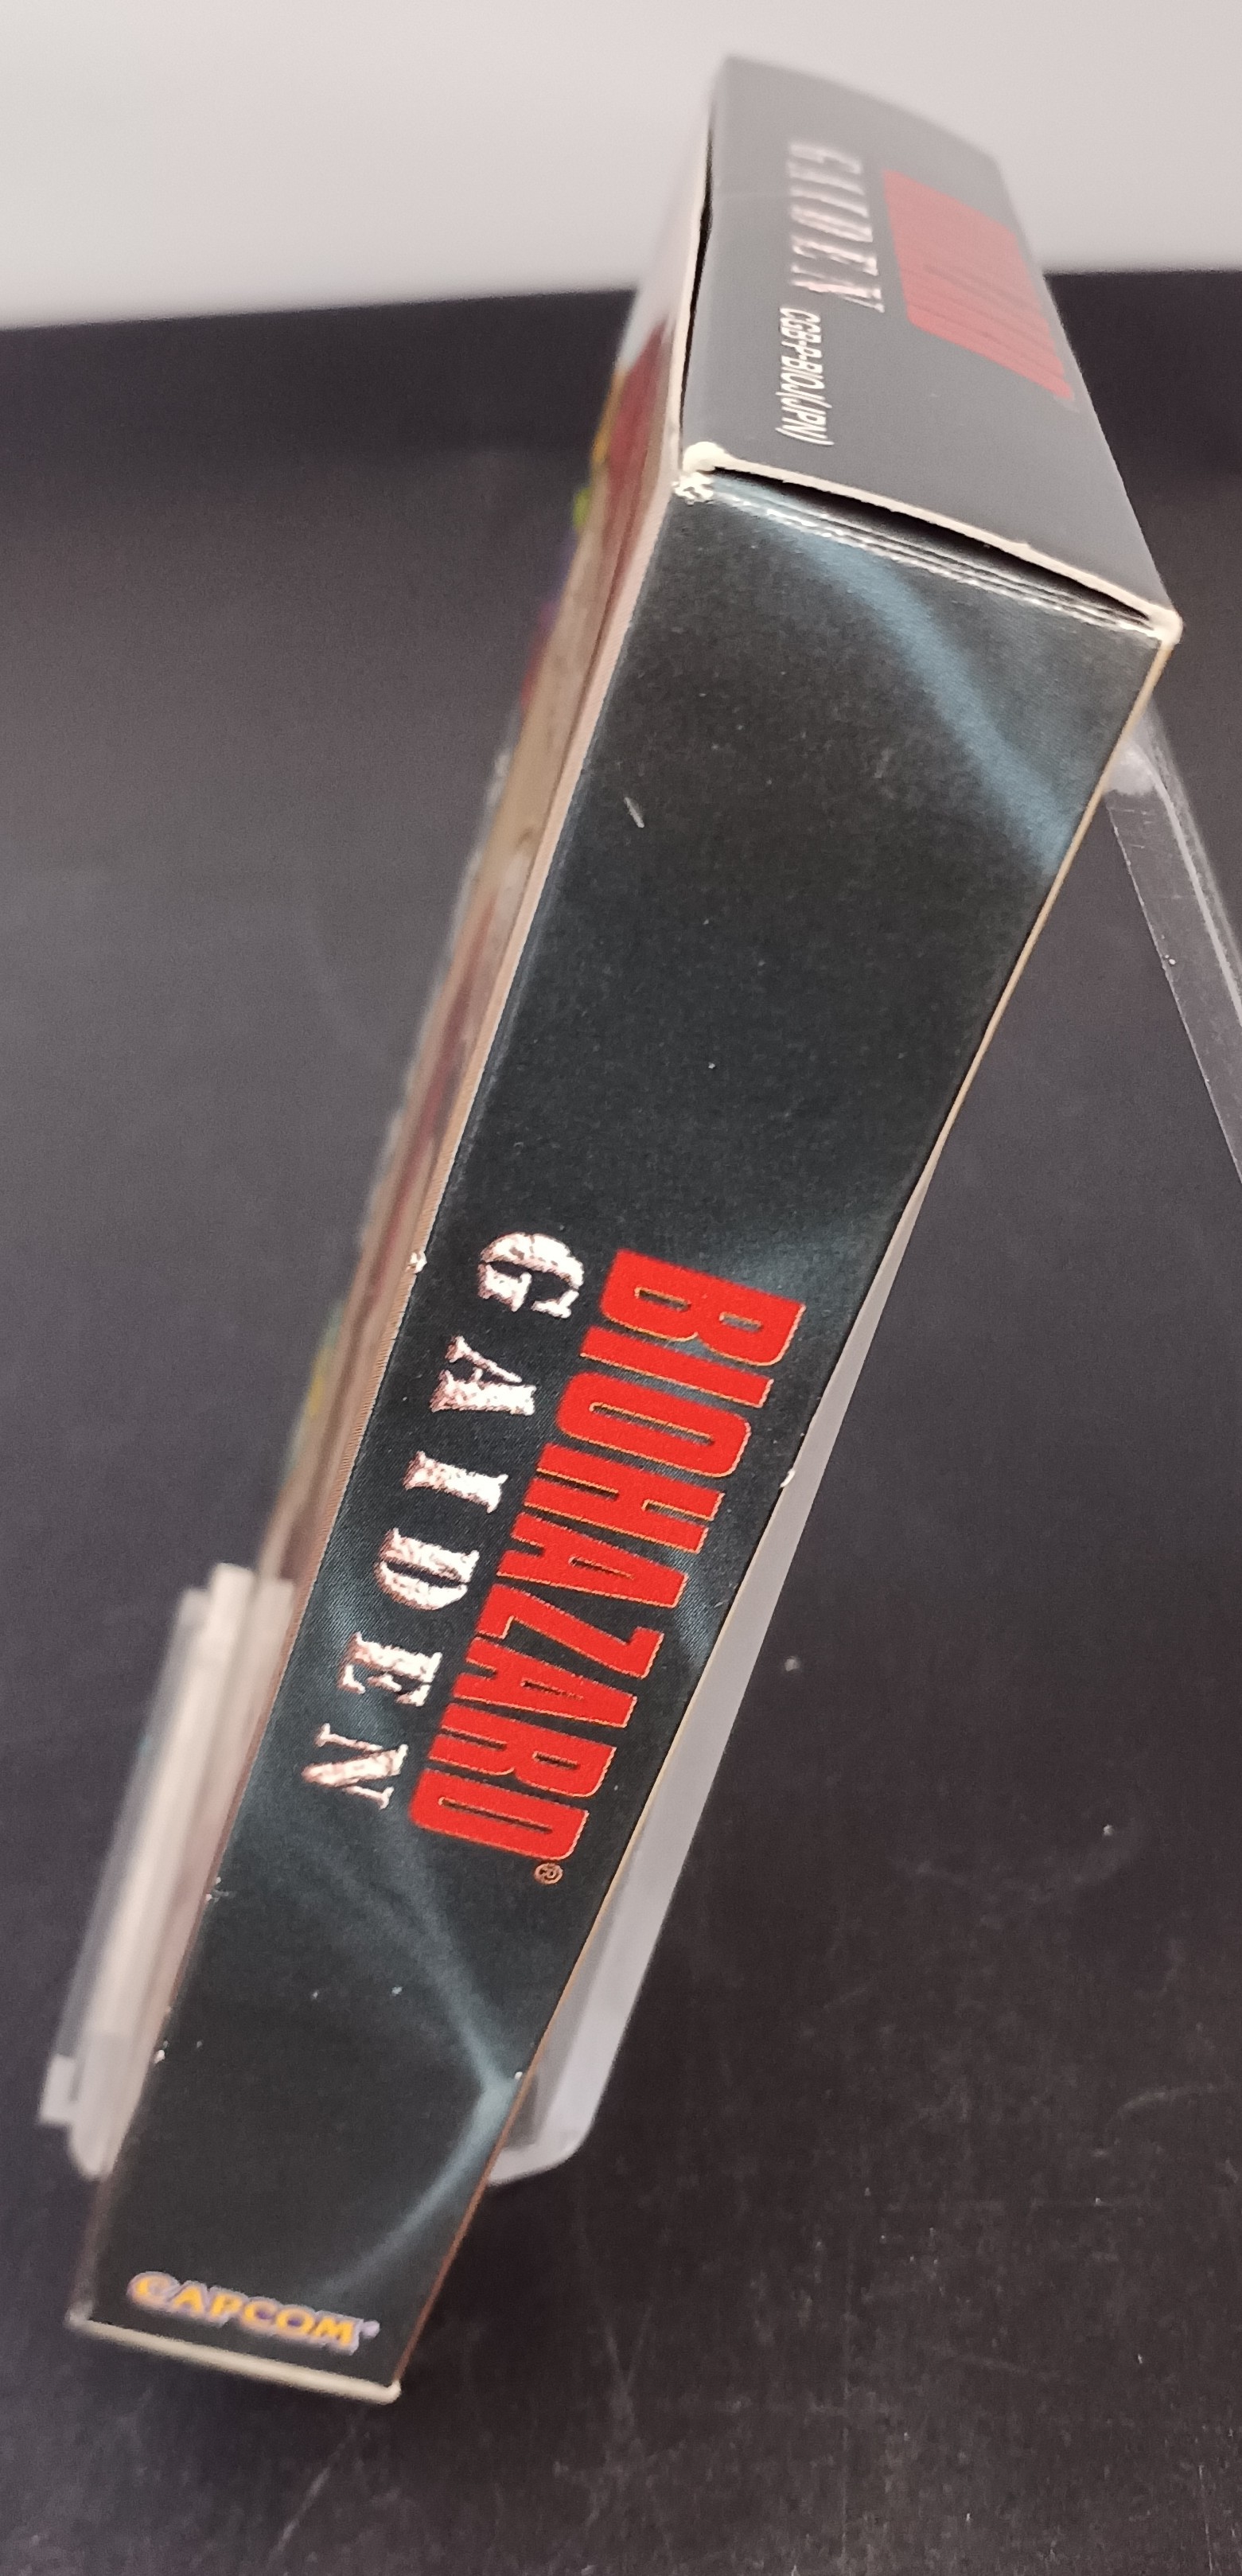 GAIDEN
CGB-P-BIOJ(JPN)
BIOHAZARD®
GAIDEN
CAPCOM®